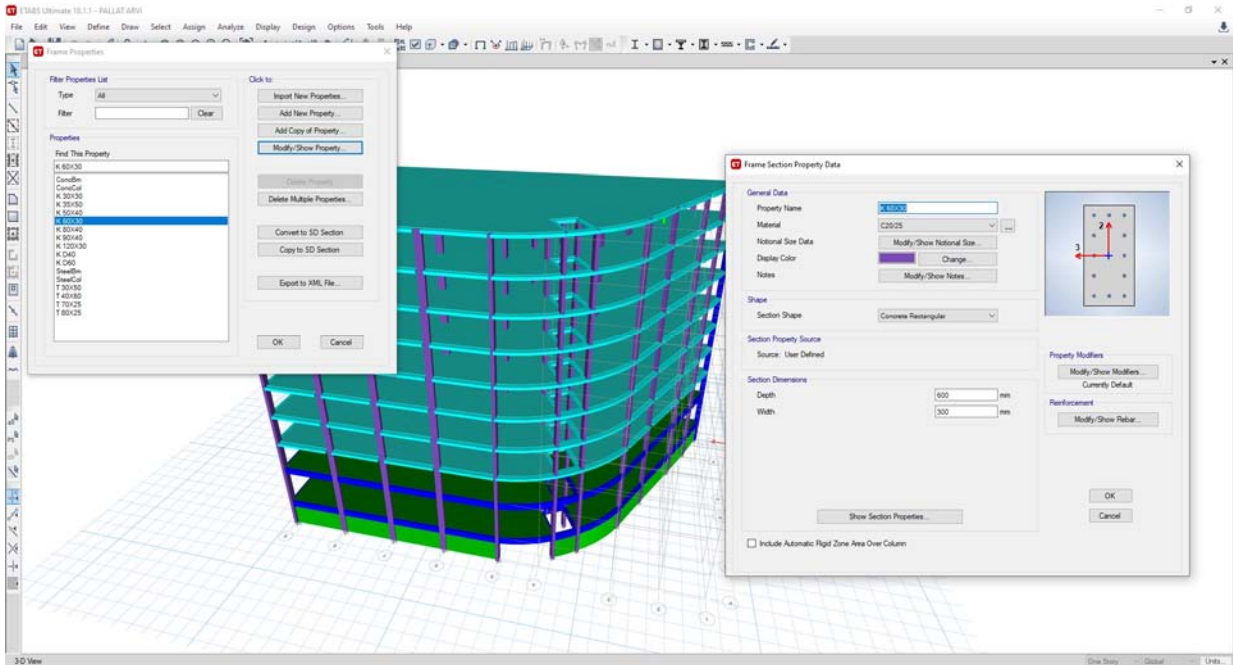 ETABS Ultimate 18.1.1 - PALLAT ARVI
File Edit View Define Draw Select Assign Analyze Display Design Options Tools Help
Frame Properties
Filter Properties List
Type All
Filter Clear
Properties
Find This Property
K 60X30
ConcBm
ConcCol
K 30X30
K 35X50
K 50X40
K 60X30
K 80X40
K 90X40
K 120X30
K D40
K D60
SteelBm
SteelCol
T 30X50
T 40X80
T 70X25
T 80X25
Click to:
Import New Properties...
Add New Property...
Add Copy of Property...
Modify/Show Property...
Delete Property
Delete Multiple Properties...
Convert to SD Section
Copy to SD Section
Export to XML File...
OK Cancel
Frame Section Property Data
General Data
Property Name K 60X30
Material C20/25 ...
Notional Size Data Modify/Show Notional Size...
Display Color Change...
Notes Modify/Show Notes...
Shape
Section Shape Concrete Rectangular
Section Property Source
Source: User Defined
Section Dimensions
Depth 600 mm
Width 300 mm
Show Section Properties...
Include Automatic Rigid Zone Area Over Column
2
3
Property Modifiers
Modify/Show Modifiers...
Currently Default
Reinforcement
Modify/Show Rebar...
OK
Cancel
3-D View
One Story Global Units...